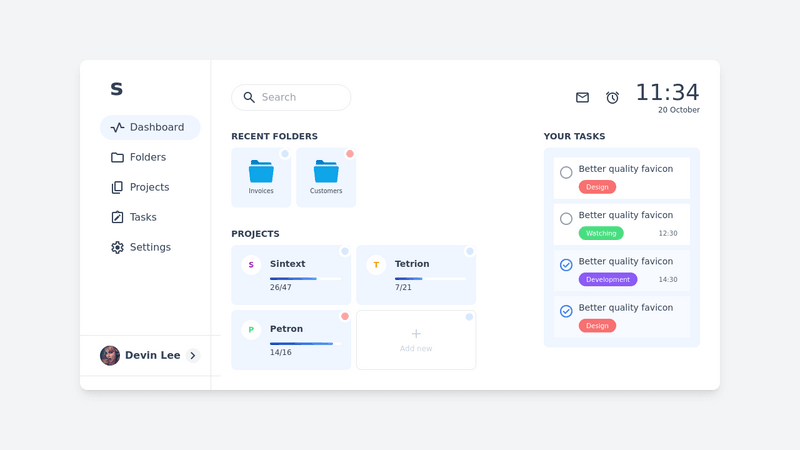 S
Dashboard
Folders
Projects
Tasks
Settings
Devin Lee
Search
11:34
20 October
RECENT FOLDERS
Invoices
Customers
PROJECTS
S
Sintext
26/47
T
Tetrion
7/21
P
Petron
14/16
Add new
YOUR TASKS
Better quality favicon
Design
Better quality favicon
Watching 12:30
Better quality favicon
Development 14:30
Better quality favicon
Design